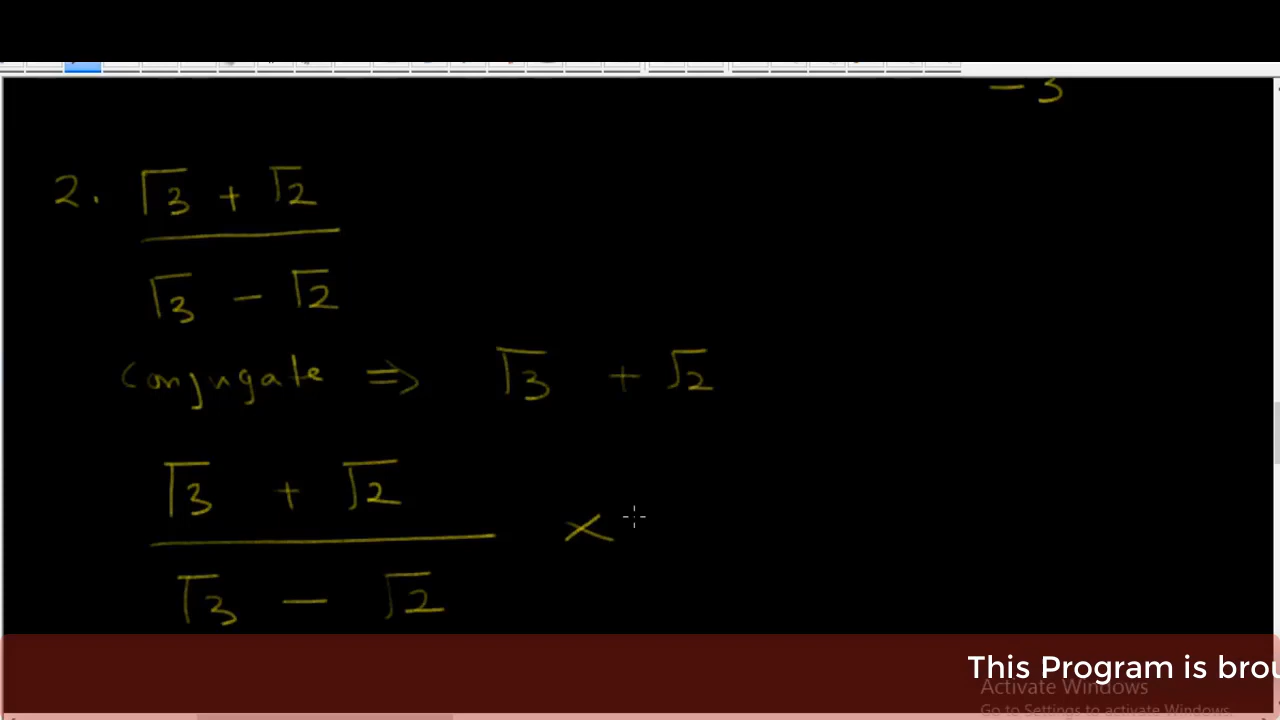 - 3
2. √3 + √2
√3 - √2
conjugate ⇒ √3 + √2
√3 + √2 ×
√3 - √2
This Program is brou
Activate Windows
Go to Settings to activate Windows.